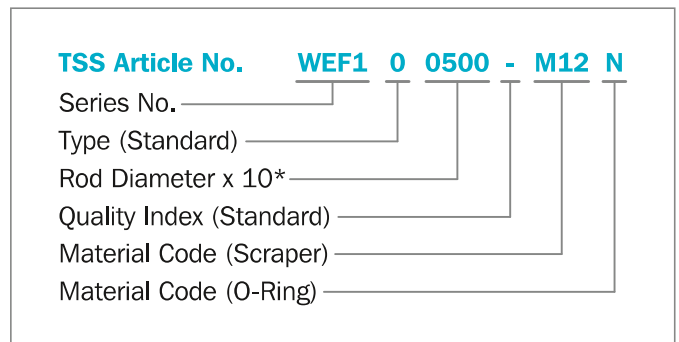 TSS Article No. WEF1 0 0500 - M12 N
Series No.
Type (Standard)
Rod Diameter x 10*
Quality Index (Standard)
Material Code (Scraper)
Material Code (O-Ring)